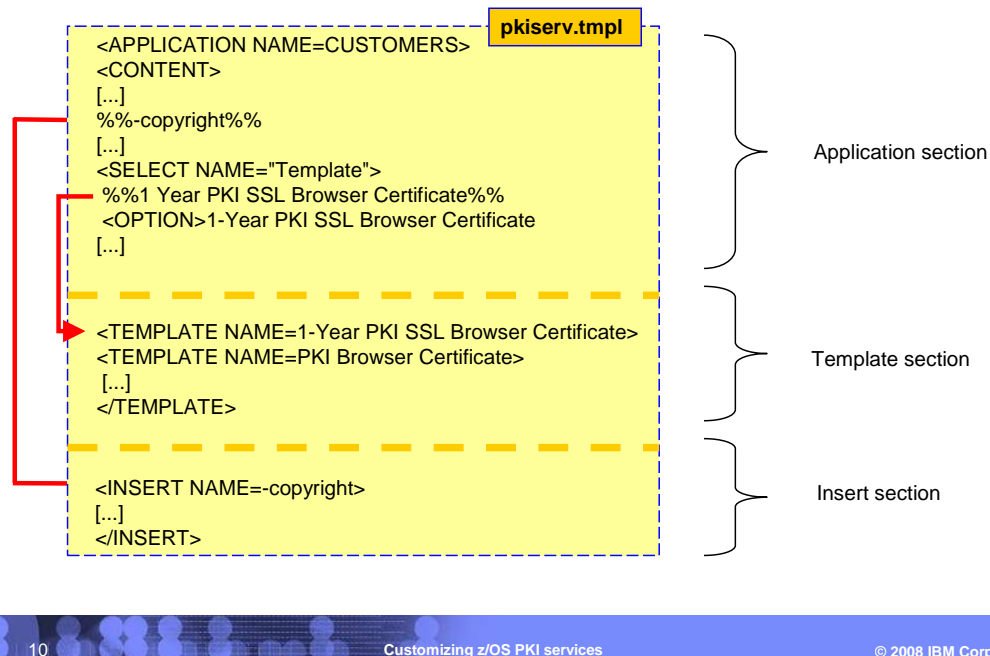 pkiserv.tmpl
<APPLICATION NAME=CUSTOMERS>
<CONTENT>
[...]
%%-copyright%%
[...]
<SELECT NAME="Template">
%%1 Year PKI SSL Browser Certificate%%
<OPTION>1-Year PKI SSL Browser Certificate
[...]
Application section
<TEMPLATE NAME=1-Year PKI SSL Browser Certificate>
<TEMPLATE NAME=PKI Browser Certificate>
[...]
</TEMPLATE>
Template section
<INSERT NAME=-copyright>
[...]
</INSERT>
Insert section
10
Customizing z/OS PKI services
© 2008 IBM Corp